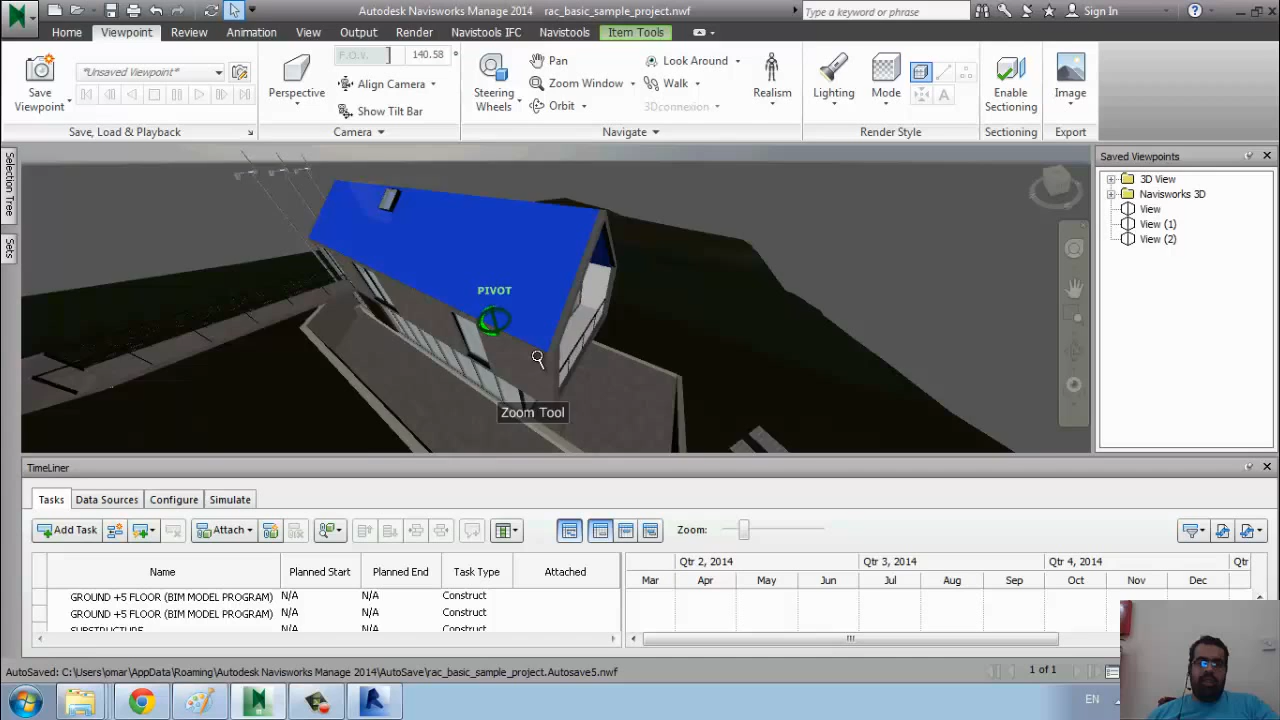 Autodesk Navisworks Manage 2014 rac_basic_sample_project.nwf
Type a keyword or phrase
Sign In
Home Viewpoint Review Animation View Output Render Navisworks IFC Navistools Item Tools
Save Viewpoint
*Unsaved Viewpoint*
Save, Load & Playback
Perspective
F.O.V. 140.58
Align Camera
Show Tilt Bar
Camera
Steering Wheels
Pan
Zoom Window
Orbit
Look Around
Walk
3Dconnexion
Realism
Navigate
Lighting
Mode
A
Render Style
Enable Sectioning
Sectioning
Image
Export
Selection Tree
Sets
PIVOT
Zoom Tool
Saved Viewpoints
3D View
Navisworks 3D
View
View (1)
View (2)
TimeLiner
Tasks Data Sources Configure Simulate
Add Task
Attach
Zoom:
Name Planned Start Planned End Task Type Attached
Qtr 2, 2014 Qtr 3, 2014 Qtr 4, 2014 Qtr
Mar Apr May Jun Jul Aug Sep Oct Nov Dec
GROUND +5 FLOOR (BIM MODEL PROGRAM) N/A N/A Construct
GROUND +5 FLOOR (BIM MODEL PROGRAM) N/A N/A Construct
SUBSTRUCTURE N/A N/A Construct
AutoSaved: C:\Users\omar\AppData\Roaming\Autodesk Navisworks Manage 2014\AutoSave\rac_basic_sample_project.Autosave5.nwf
1 of 1
EN